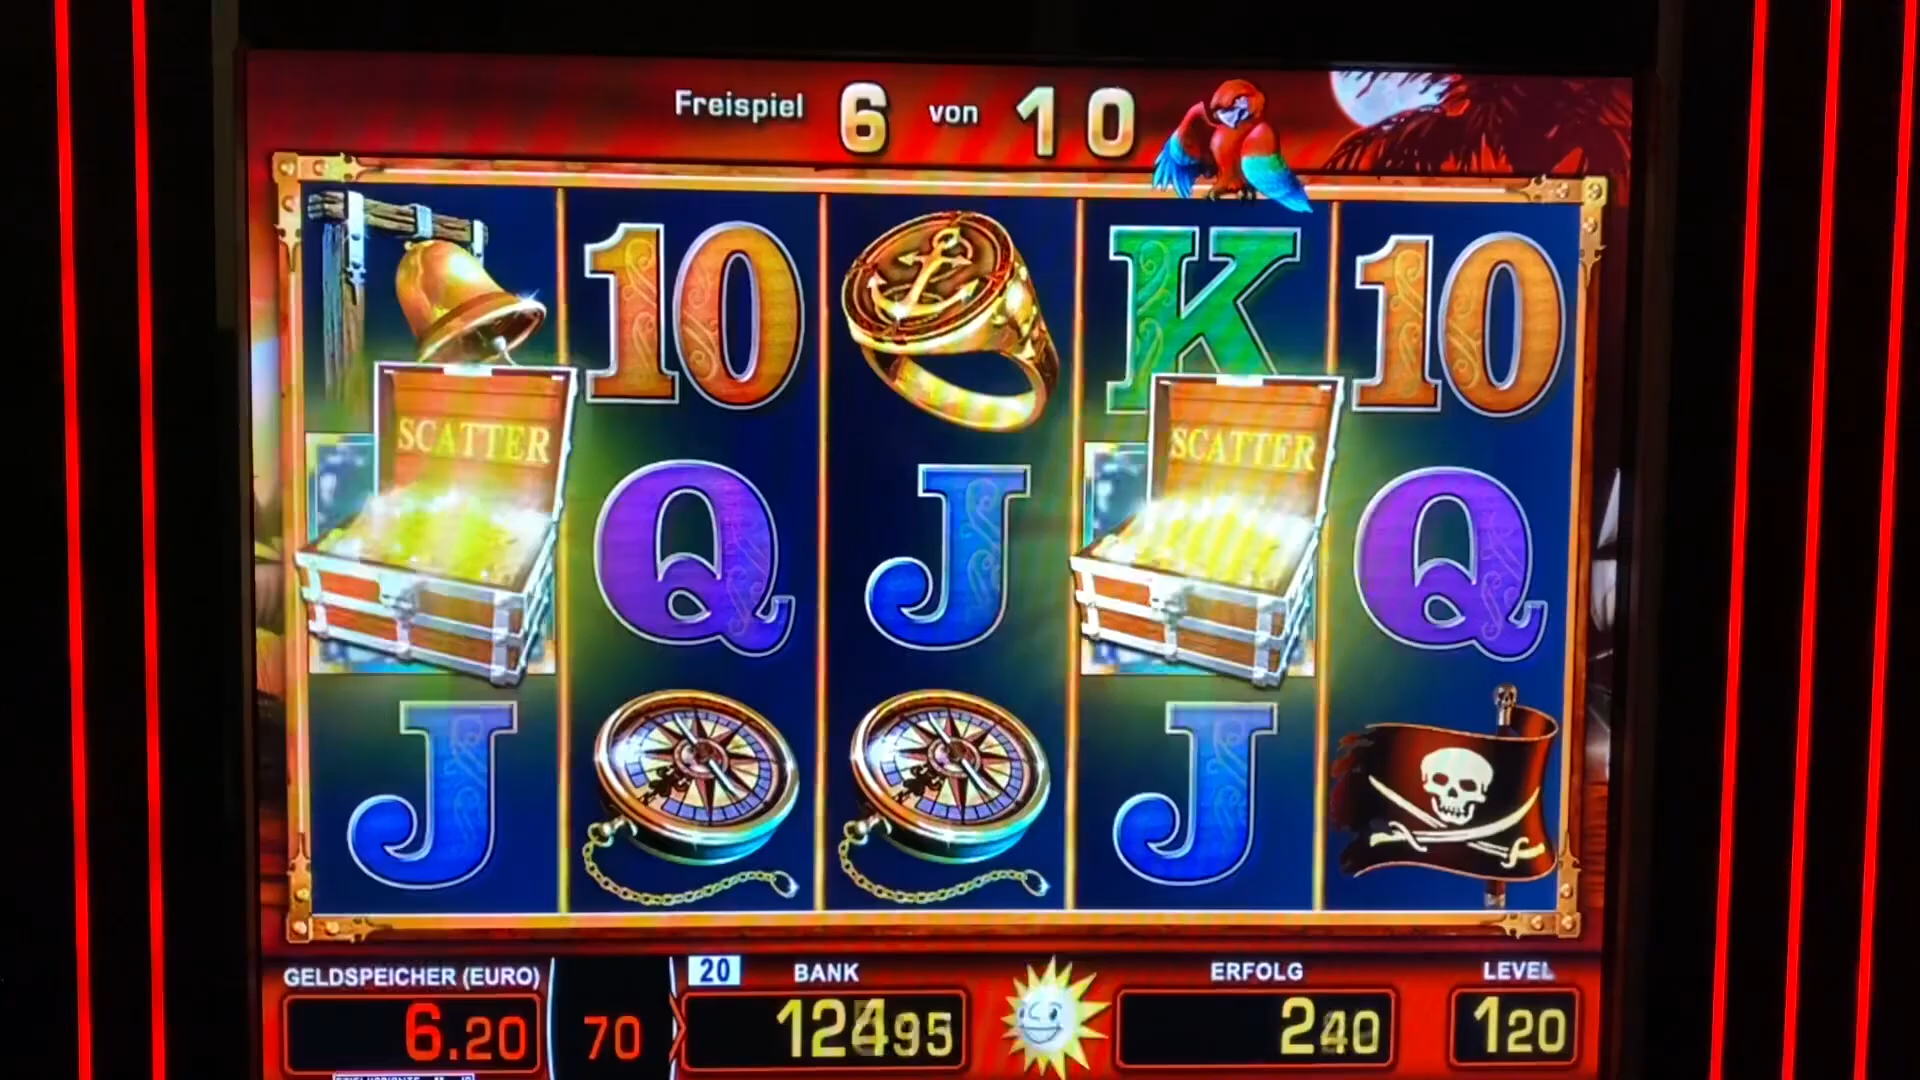 Freispiel 6 von 10
10 K 10
SCATTER SCATTER
Q J Q
J J
GELDSPEICHER (EURO) 20 BANK ERFOLG LEVEL
6.20 70 12495 240 120